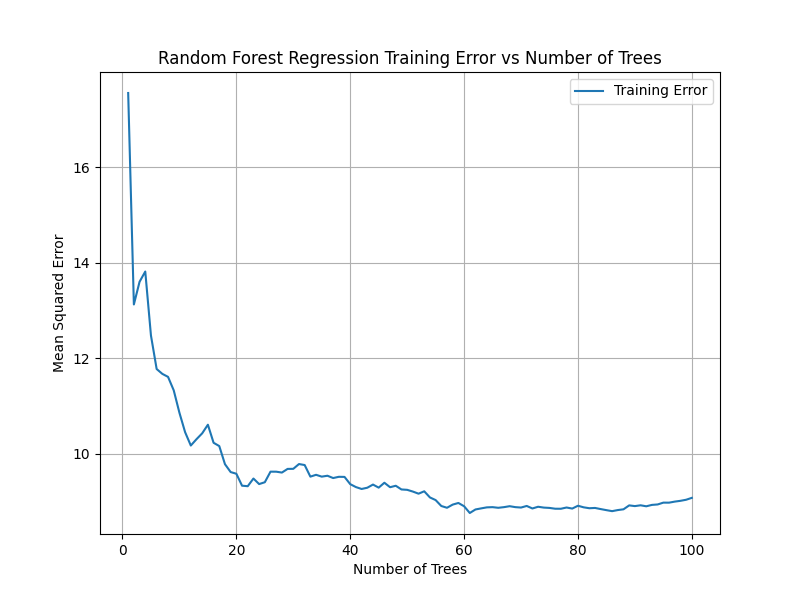 Random Forest Regression Training Error vs Number of Trees
Training Error
Mean Squared Error
16
14
12
10
0 20 40 60 80 100
Number of Trees